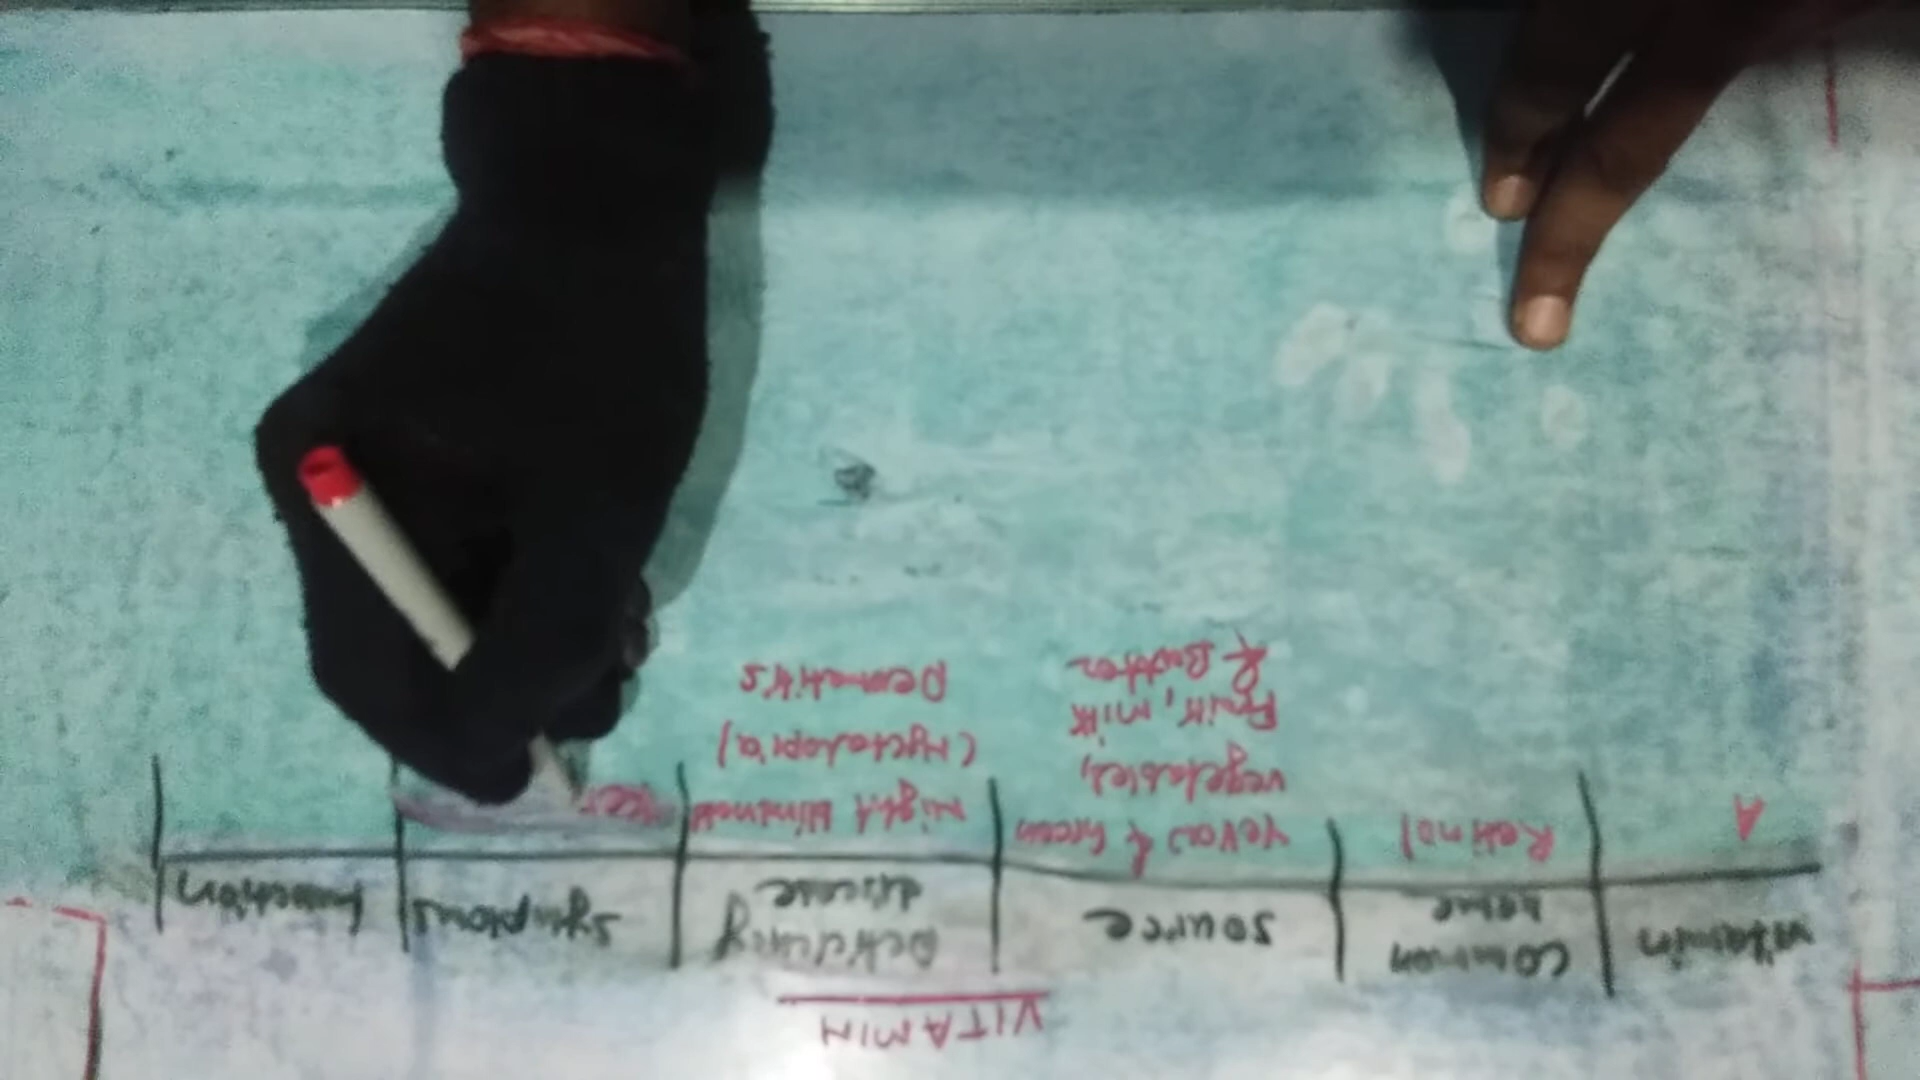 VITAMIN
vitamin
common
name
source
Deficiency
disease
symptoms
function
A
Retinol
Yellow & Green
vegetables,
Fruit, milk
& Butter
Night blindness
(Nyctalopia)
Dermatitis